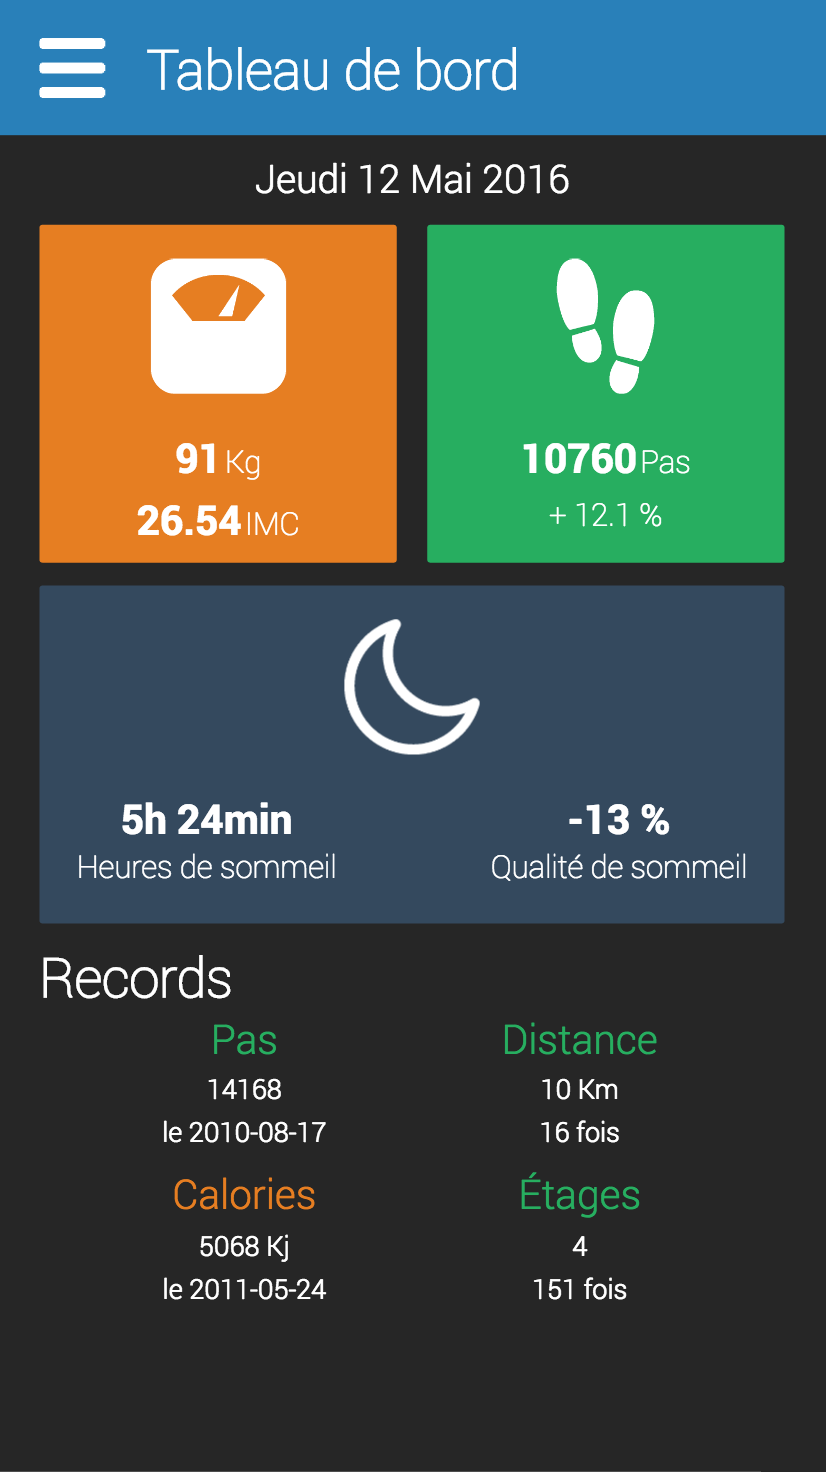 Tableau de bord
Jeudi 12 Mai 2016
91 Kg
26.54 IMC
10760 Pas
+ 12.1 %
5h 24min
Heures de sommeil
-13 %
Qualité de sommeil
Records
Pas
14168
le 2010-08-17
Distance
10 Km
16 fois
Calories
5068 Kj
le 2011-05-24
Étages
4
151 fois